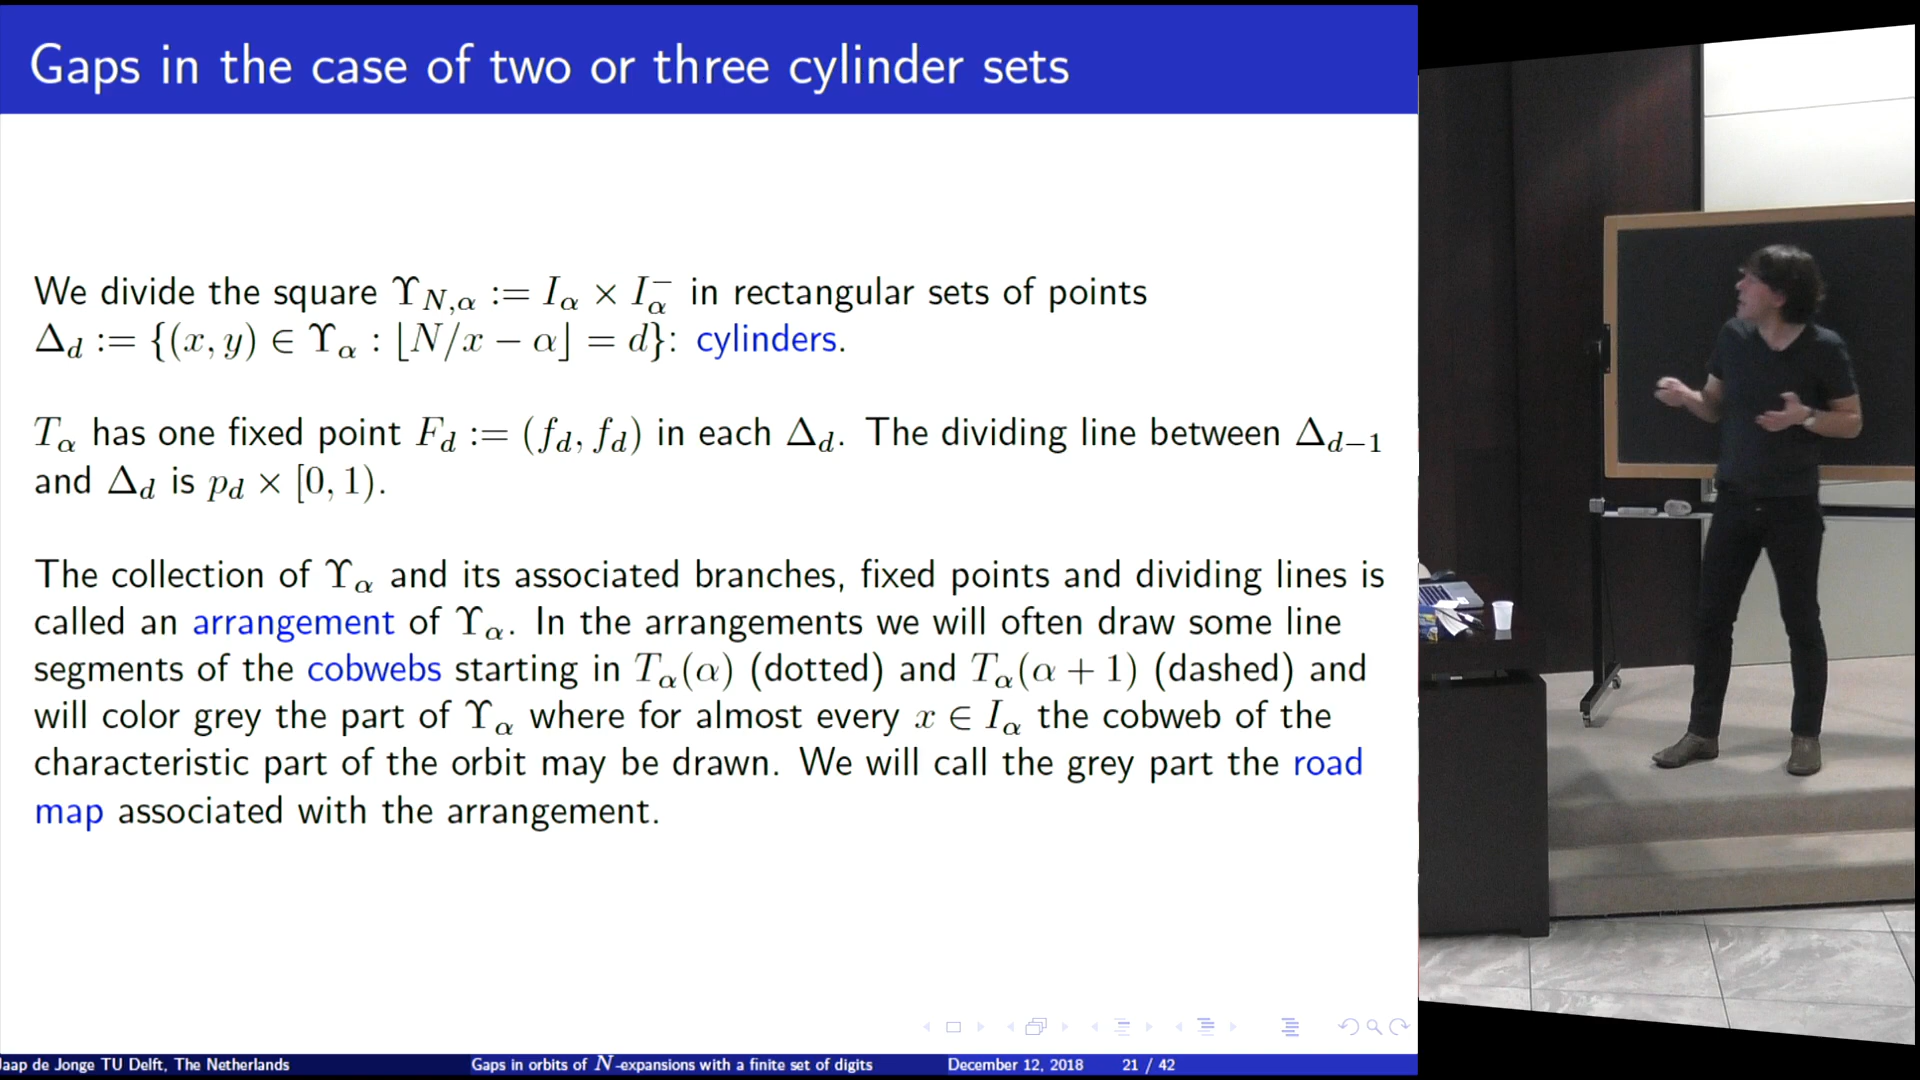 Gaps in the case of two or three cylinder sets
We divide the square ϒ_{N,α} := I_α × I_α^− in rectangular sets of points
Δ_d := {(x, y) ∈ ϒ_α : ⌊N/x − α⌋ = d}: cylinders.
T_α has one fixed point F_d := (f_d, f_d) in each Δ_d. The dividing line between Δ_{d−1}
and Δ_d is p_d × [0, 1).
The collection of ϒ_α and its associated branches, fixed points and dividing lines is
called an arrangement of ϒ_α. In the arrangements we will often draw some line
segments of the cobwebs starting in T_α(α) (dotted) and T_α(α + 1) (dashed) and
will color grey the part of ϒ_α where for almost every x ∈ I_α the cobweb of the
characteristic part of the orbit may be drawn. We will call the grey part the road
map associated with the arrangement.
Jaap de Jonge TU Delft, The Netherlands
Gaps in orbits of N-expansions with a finite set of digits
December 12, 2018
21 / 42